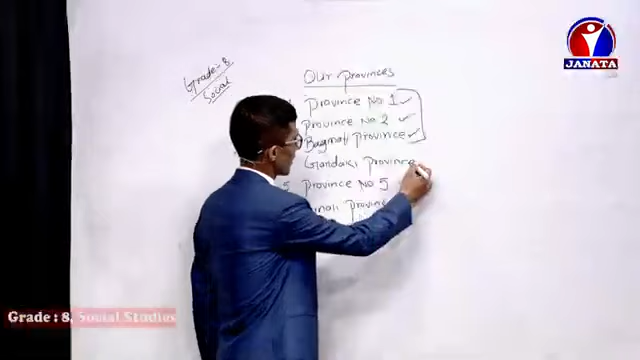 Grade - 8
Social
Our provinces
Province No 1
Province No 2
Bagmati province
Gandaki province
5 Province No 5
provin
JANATA
Grade : 8, Social Studies